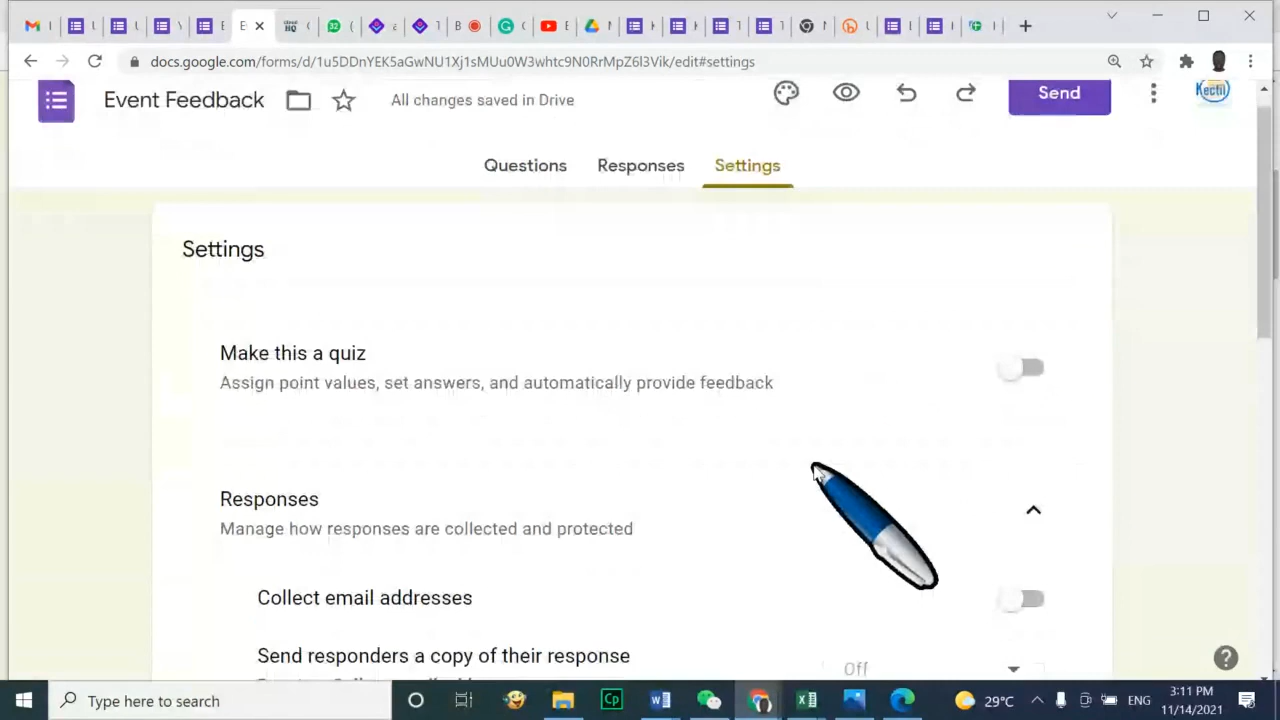 docs.google.com/forms/d/1u5DDnYEK5aGwNU1Xj1sMUu0W3whtc9N0RrMpZ6l3Vik/edit#settings
Event Feedback
All changes saved in Drive
Send
Kectil
Questions
Responses
Settings
Settings
Make this a quiz
Assign point values, set answers, and automatically provide feedback
Responses
Manage how responses are collected and protected
Collect email addresses
Send responders a copy of their response
Off
Type here to search
Cp
29°C
ENG
3:11 PM
11/14/2021